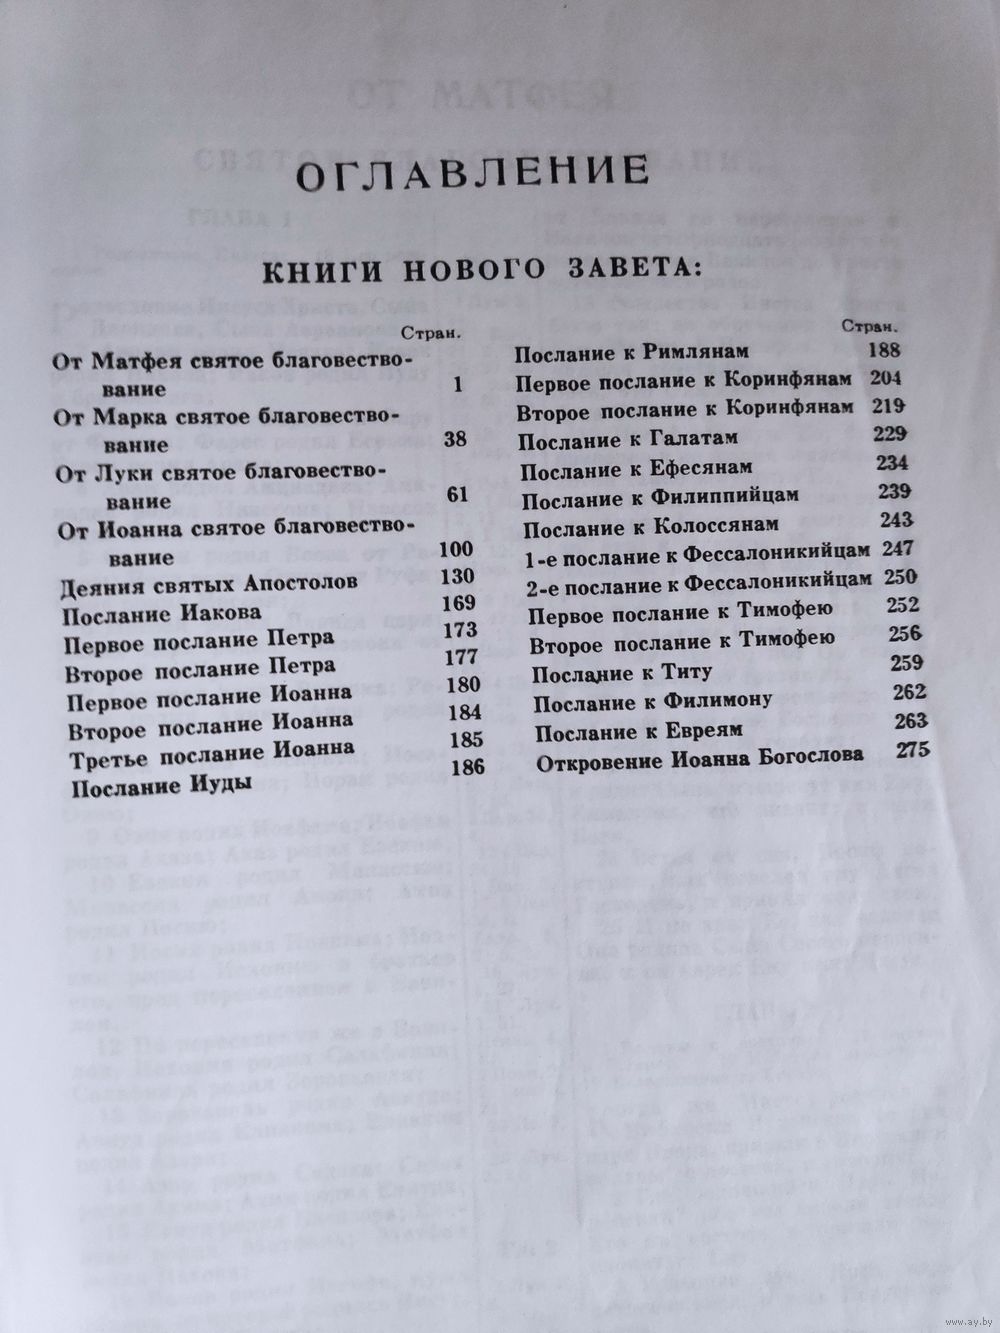 ОГЛАВЛЕНИЕ
КНИГИ НОВОГО ЗАВЕТА:
Стран.
От Матфея святое благовество-
вание 1
От Марка святое благовество-
вание 38
От Луки святое благовество-
вание 61
От Иоанна святое благовество-
вание 100
Деяния святых Апостолов 130
Послание Иакова 169
Первое послание Петра 173
Второе послание Петра 177
Первое послание Иоанна 180
Второе послание Иоанна 184
Третье послание Иоанна 185
Послание Иуды 186
Стран.
Послание к Римлянам 188
Первое послание к Коринфянам 204
Второе послание к Коринфянам 219
Послание к Галатам 229
Послание к Ефесянам 234
Послание к Филиппийцам 239
Послание к Колоссянам 243
1-е послание к Фессалоникийцам 247
2-е послание к Фессалоникийцам 250
Первое послание к Тимофею 252
Второе послание к Тимофею 256
Послание к Титу 259
Послание к Филимону 262
Послание к Евреям 263
Откровение Иоанна Богослова 275
www.ay.by